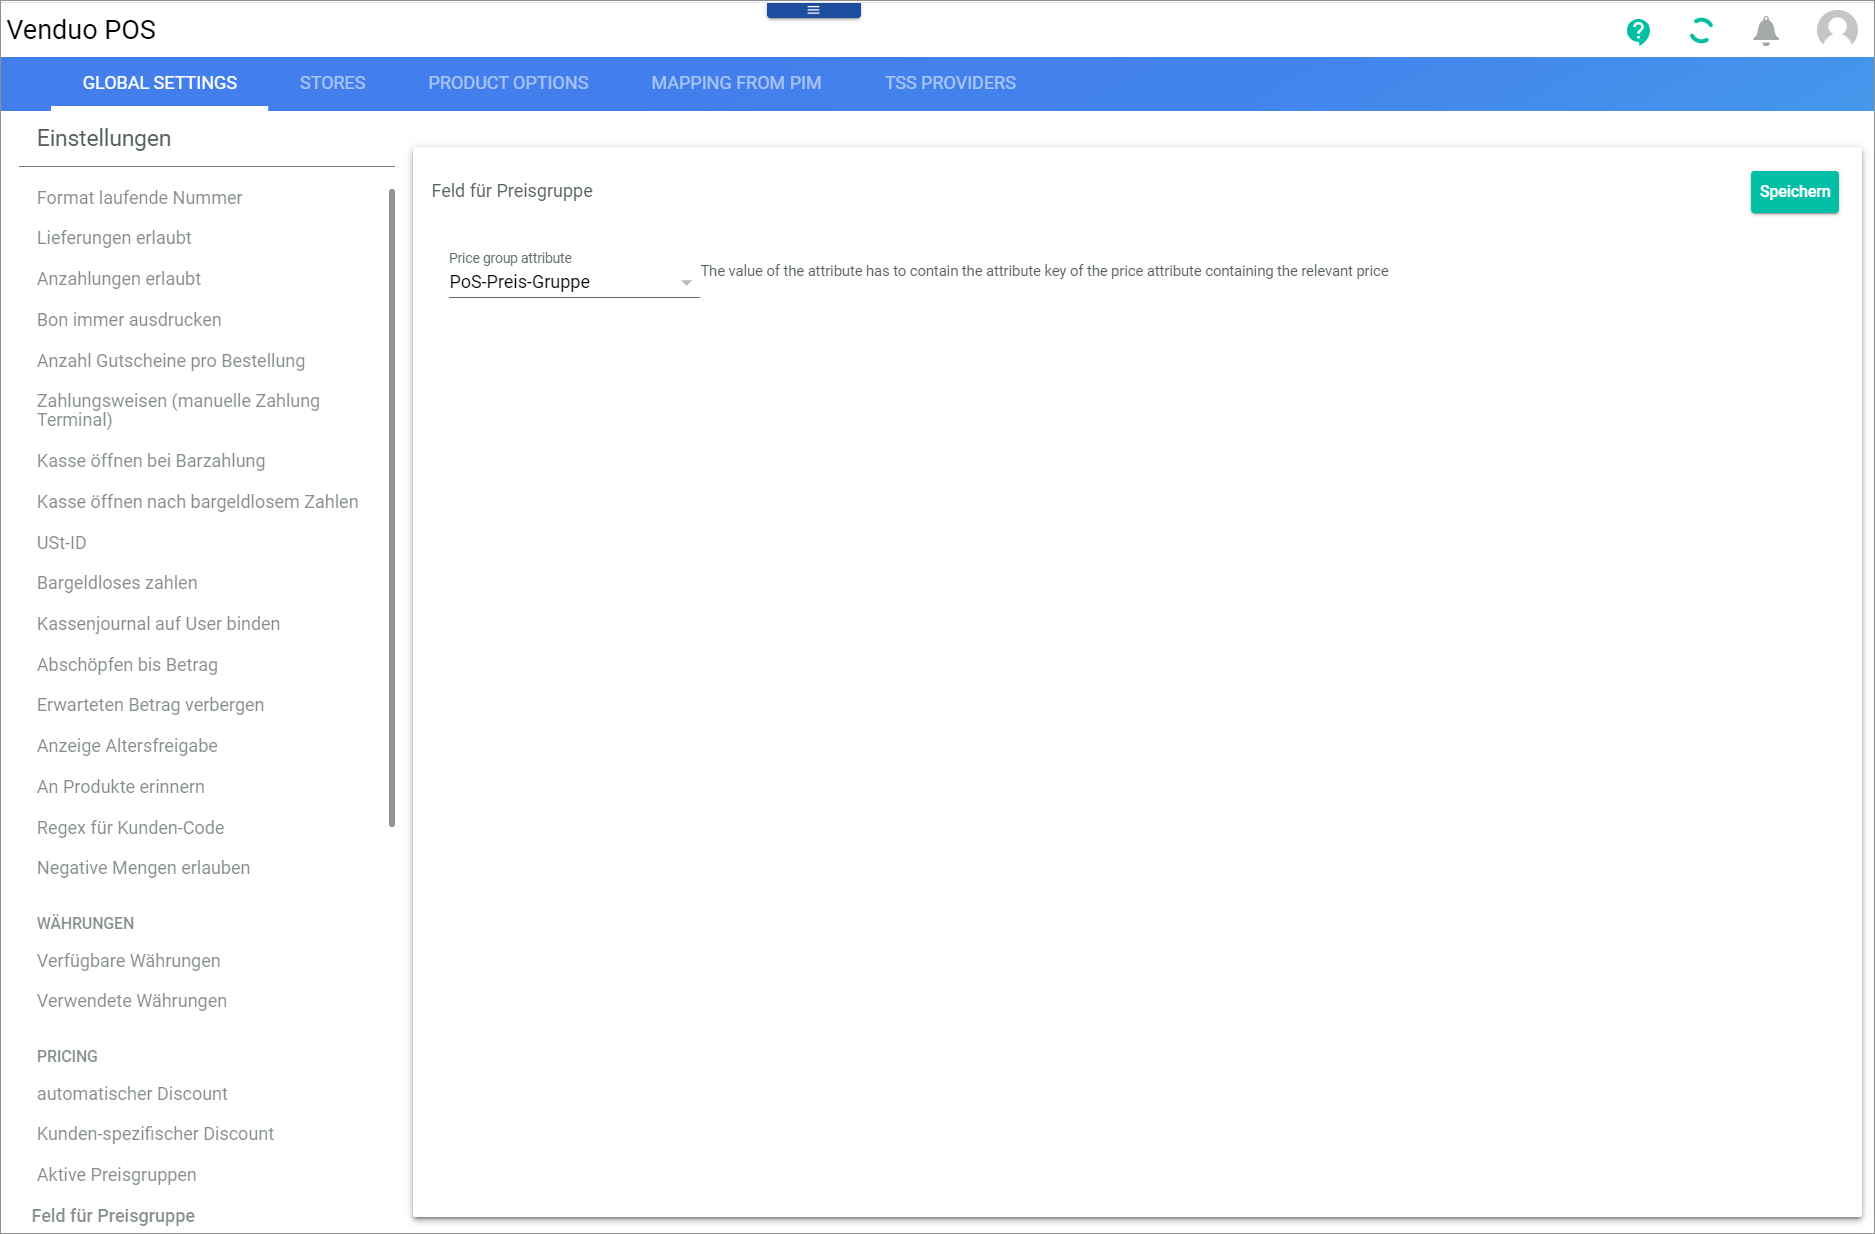 Venduo POS
GLOBAL SETTINGS STORES PRODUCT OPTIONS MAPPING FROM PIM TSS PROVIDERS
Einstellungen
Format laufende Nummer
Lieferungen erlaubt
Anzahlungen erlaubt
Bon immer ausdrucken
Anzahl Gutscheine pro Bestellung
Zahlungsweisen (manuelle Zahlung
Terminal)
Kasse öffnen bei Barzahlung
Kasse öffnen nach bargeldlosem Zahlen
USt-ID
Bargeldloses zahlen
Kassenjournal auf User binden
Abschöpfen bis Betrag
Erwarteten Betrag verbergen
Anzeige Altersfreigabe
An Produkte erinnern
Regex für Kunden-Code
Negative Mengen erlauben
WÄHRUNGEN
Verfügbare Währungen
Verwendete Währungen
PRICING
automatischer Discount
Kunden-spezifischer Discount
Aktive Preisgruppen
Feld für Preisgruppe
Feld für Preisgruppe
Speichern
Price group attribute
PoS-Preis-Gruppe
The value of the attribute has to contain the attribute key of the price attribute containing the relevant price